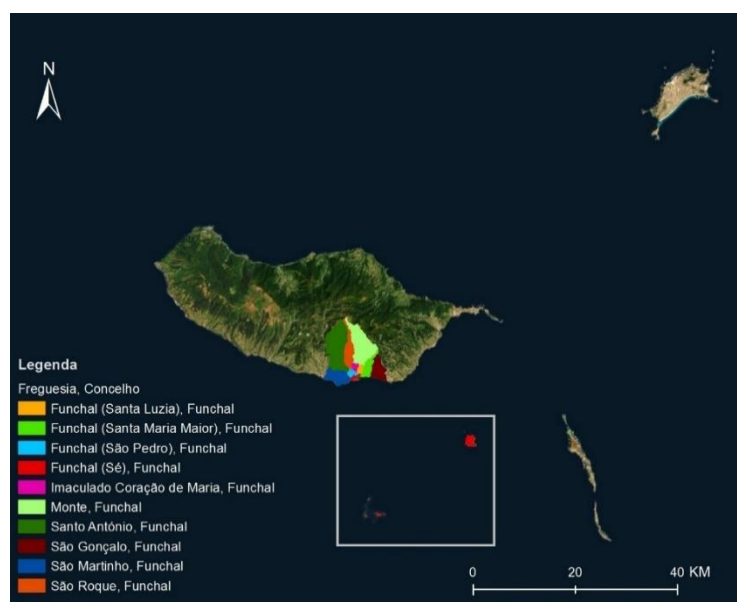 N
Legenda
Freguesia, Concelho
Funchal (Santa Luzia), Funchal
Funchal (Santa Maria Maior), Funchal
Funchal (São Pedro), Funchal
Funchal (Sé), Funchal
Imaculado Coração de Maria, Funchal
Monte, Funchal
Santo António, Funchal
São Gonçalo, Funchal
São Martinho, Funchal
São Roque, Funchal
0 20 40 KM